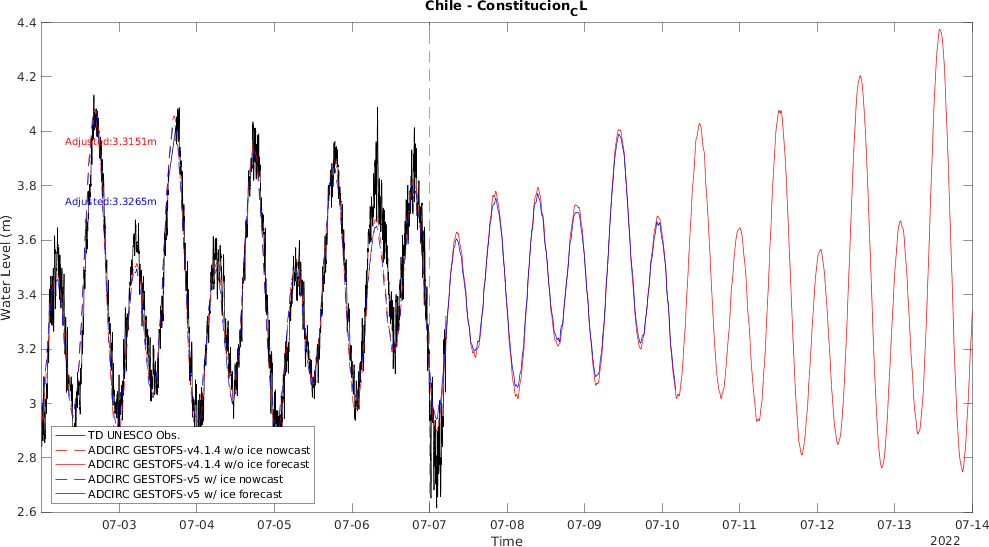 Chile - Constitucion_CL
4.4
4.2
4
3.8
3.6
3.4
3.2
3
2.8
2.6
Water Level (m)
Adjusted:3.3151m
Adjusted:3.3265m
TD UNESCO Obs.
ADCIRC GESTOFS-v4.1.4 w/o ice nowcast
ADCIRC GESTOFS-v4.1.4 w/o ice forecast
ADCIRC GESTOFS-v5 w/ ice nowcast
ADCIRC GESTOFS-v5 w/ ice forecast
07-03 07-04 07-05 07-06 07-07 07-08 07-09 07-10 07-11 07-12 07-13 07-14
Time
2022